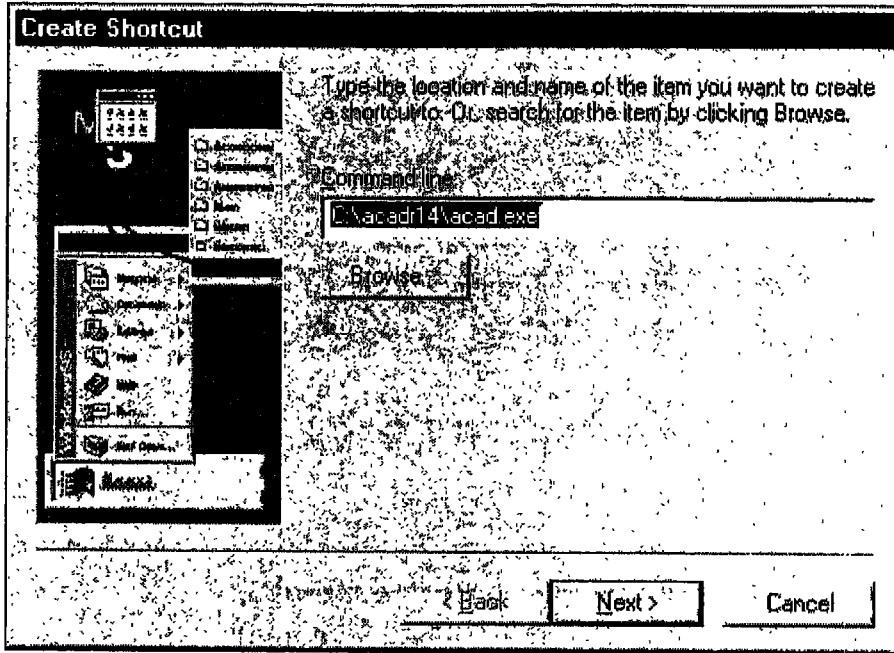 Create Shortcut
Type the location and name of the item you want to create
a shortcut to. Or, search for the item by clicking Browse.
Command line:
C:\acadr14\acad.exe
Browse...
< Back
Next >
Cancel